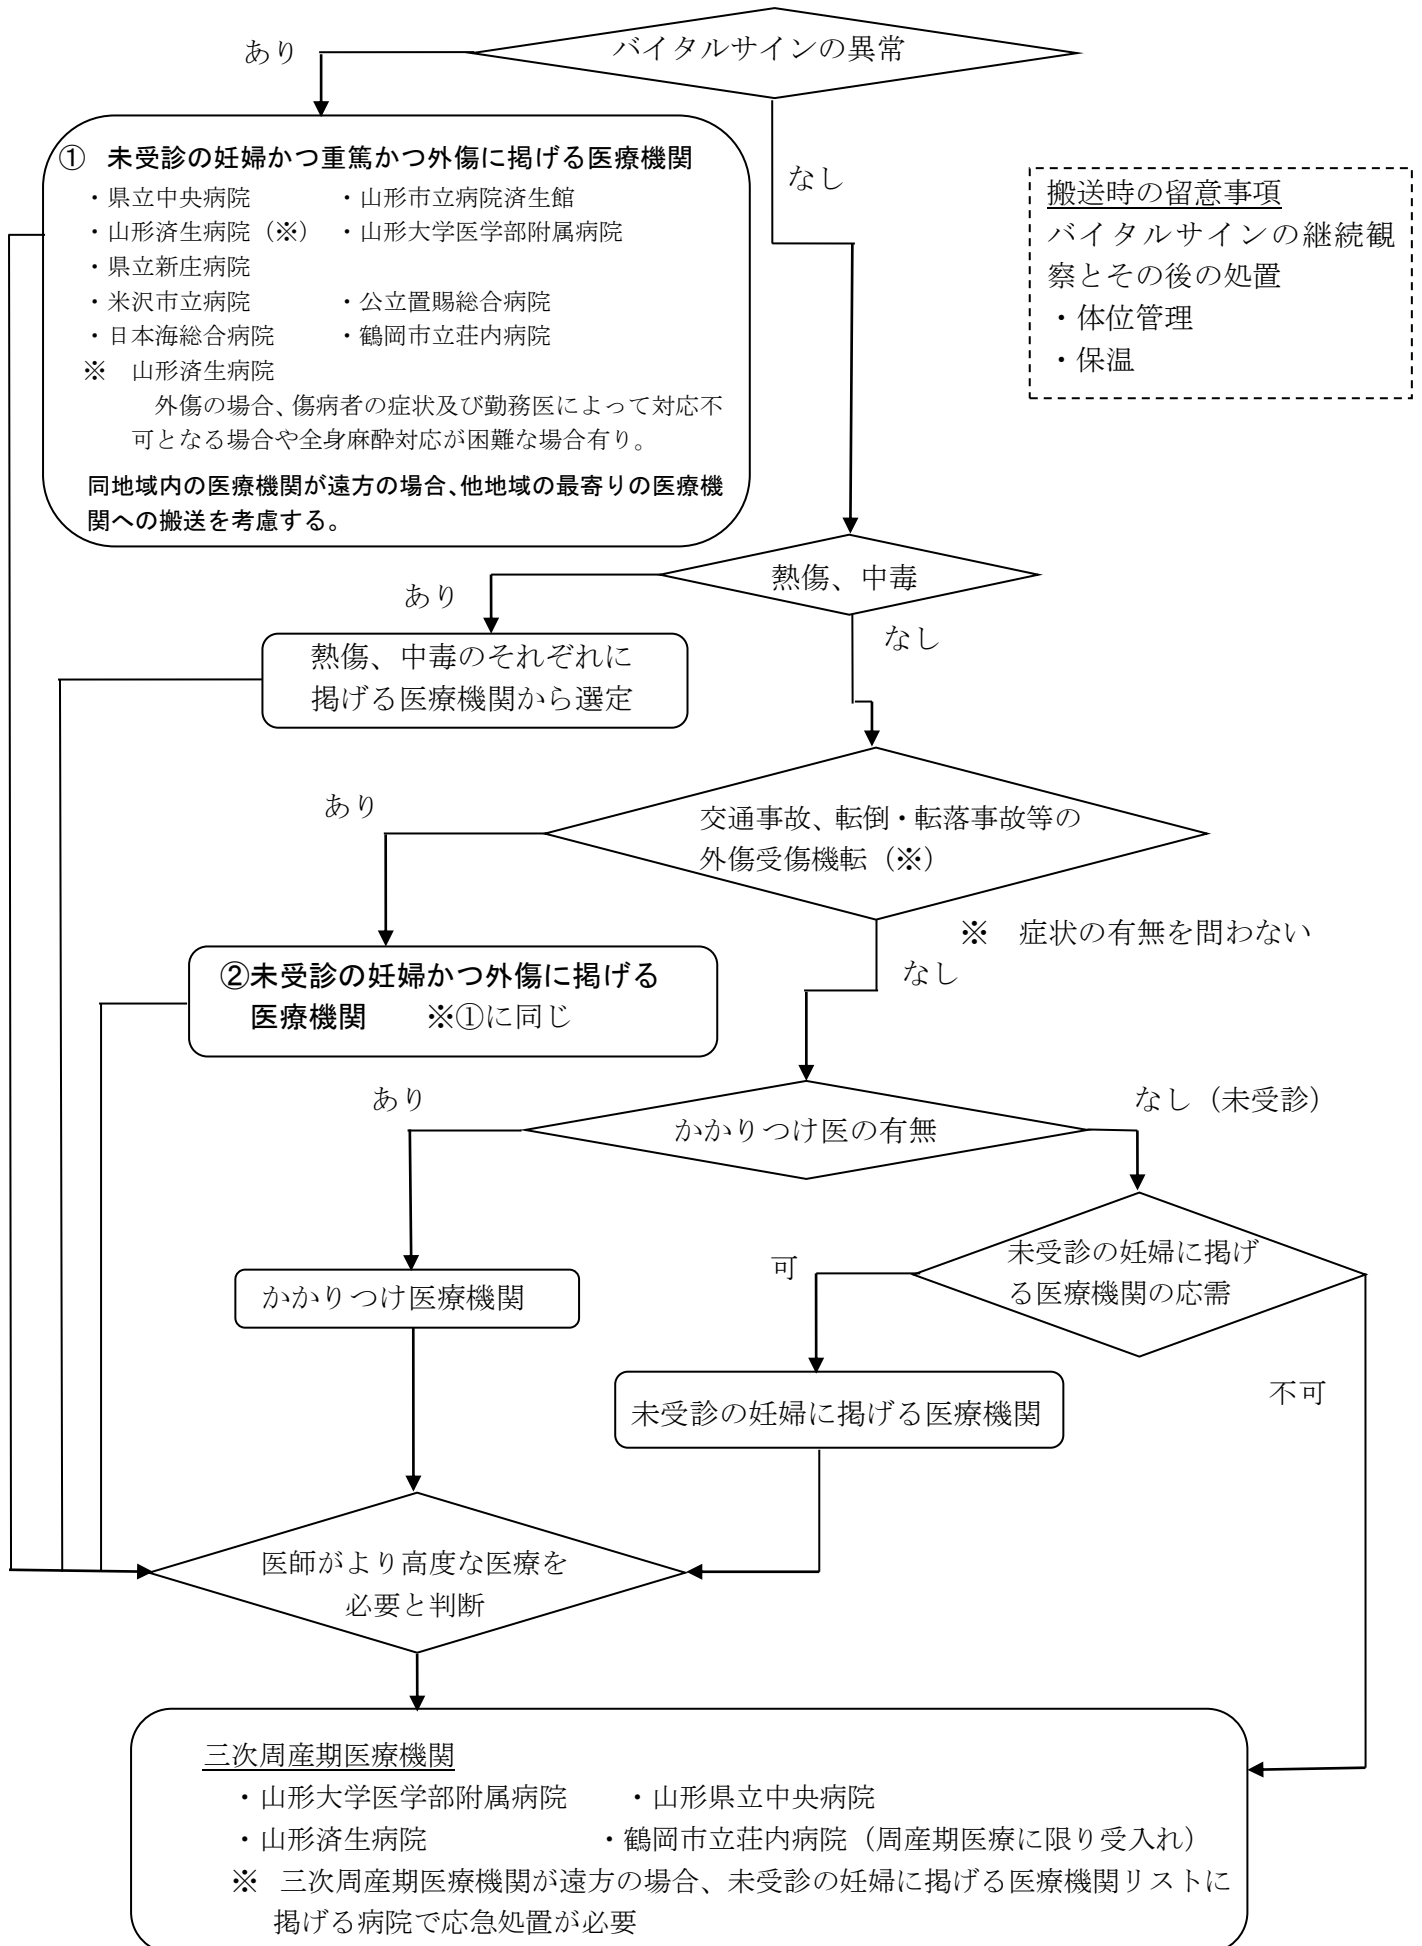 バイタルサインの異常
あり
なし
① 未受診の妊婦かつ重篤かつ外傷に掲げる医療機関
・県立中央病院 ・山形市立病院済生館
・山形済生病院（※） ・山形大学医学部附属病院
・県立新庄病院
・米沢市立病院 ・公立置賜総合病院
・日本海総合病院 ・鶴岡市立荘内病院
※ 山形済生病院
外傷の場合、傷病者の症状及び勤務医によって対応不
可となる場合や全身麻酔対応が困難な場合有り。
同地域内の医療機関が遠方の場合、他地域の最寄りの医療機
関への搬送を考慮する。
搬送時の留意事項
バイタルサインの継続観
察とその後の処置
・体位管理
・保温
熱傷、中毒
あり
なし
熱傷、中毒のそれぞれに
掲げる医療機関から選定
交通事故、転倒・転落事故等の
外傷受傷機転（※）
あり
※ 症状の有無を問わない
なし
②未受診の妊婦かつ外傷に掲げる
医療機関 ※①に同じ
かかりつけ医の有無
あり
なし（未受診）
かかりつけ医療機関
未受診の妊婦に掲げ
る医療機関の応需
可
不可
未受診の妊婦に掲げる医療機関
医師がより高度な医療を
必要と判断
三次周産期医療機関
・山形大学医学部附属病院 ・山形県立中央病院
・山形済生病院 ・鶴岡市立荘内病院（周産期医療に限り受入れ）
※ 三次周産期医療機関が遠方の場合、未受診の妊婦に掲げる医療機関リストに
掲げる病院で応急処置が必要